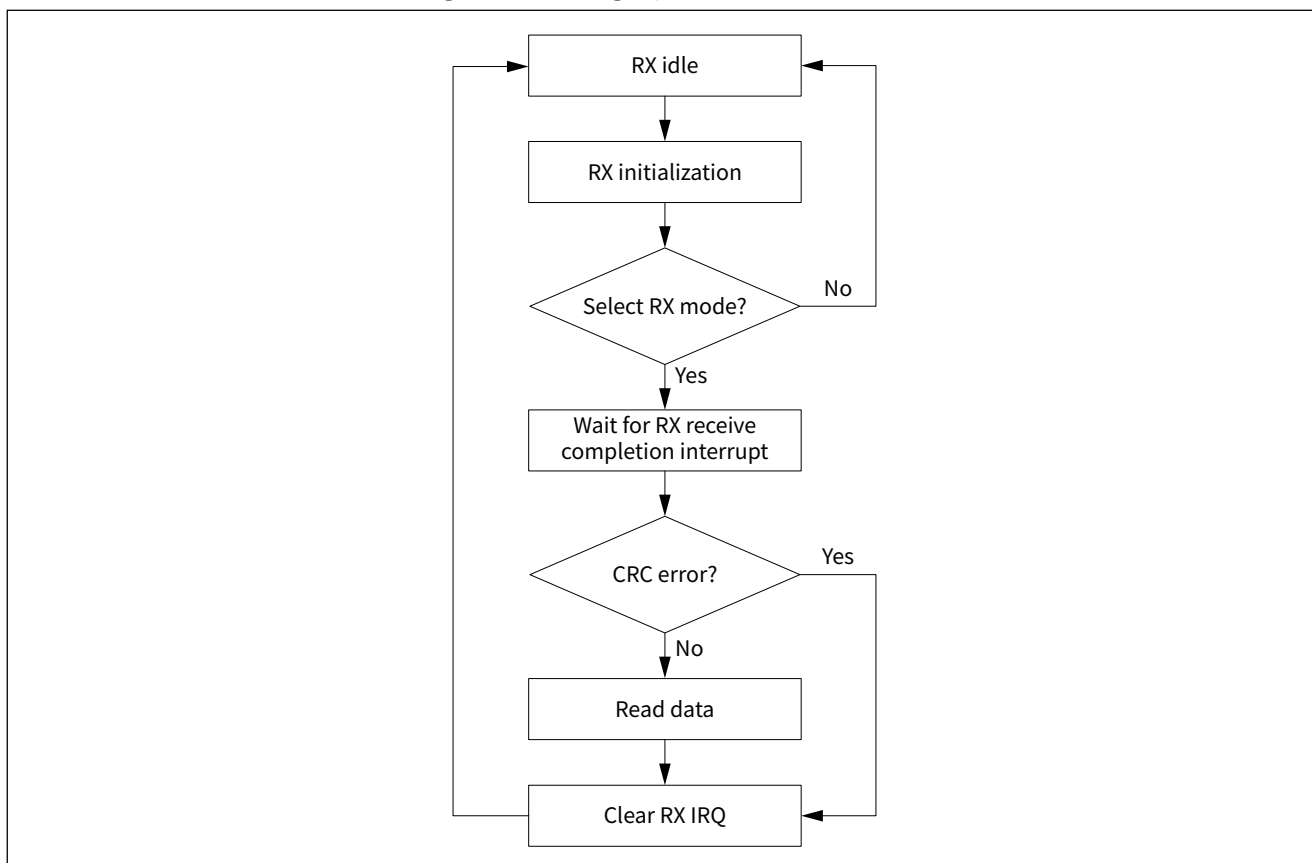 RX idle
RX initialization
Select RX mode?
No
Yes
Wait for RX receive
completion interrupt
CRC error?
Yes
No
Read data
Clear RX IRQ